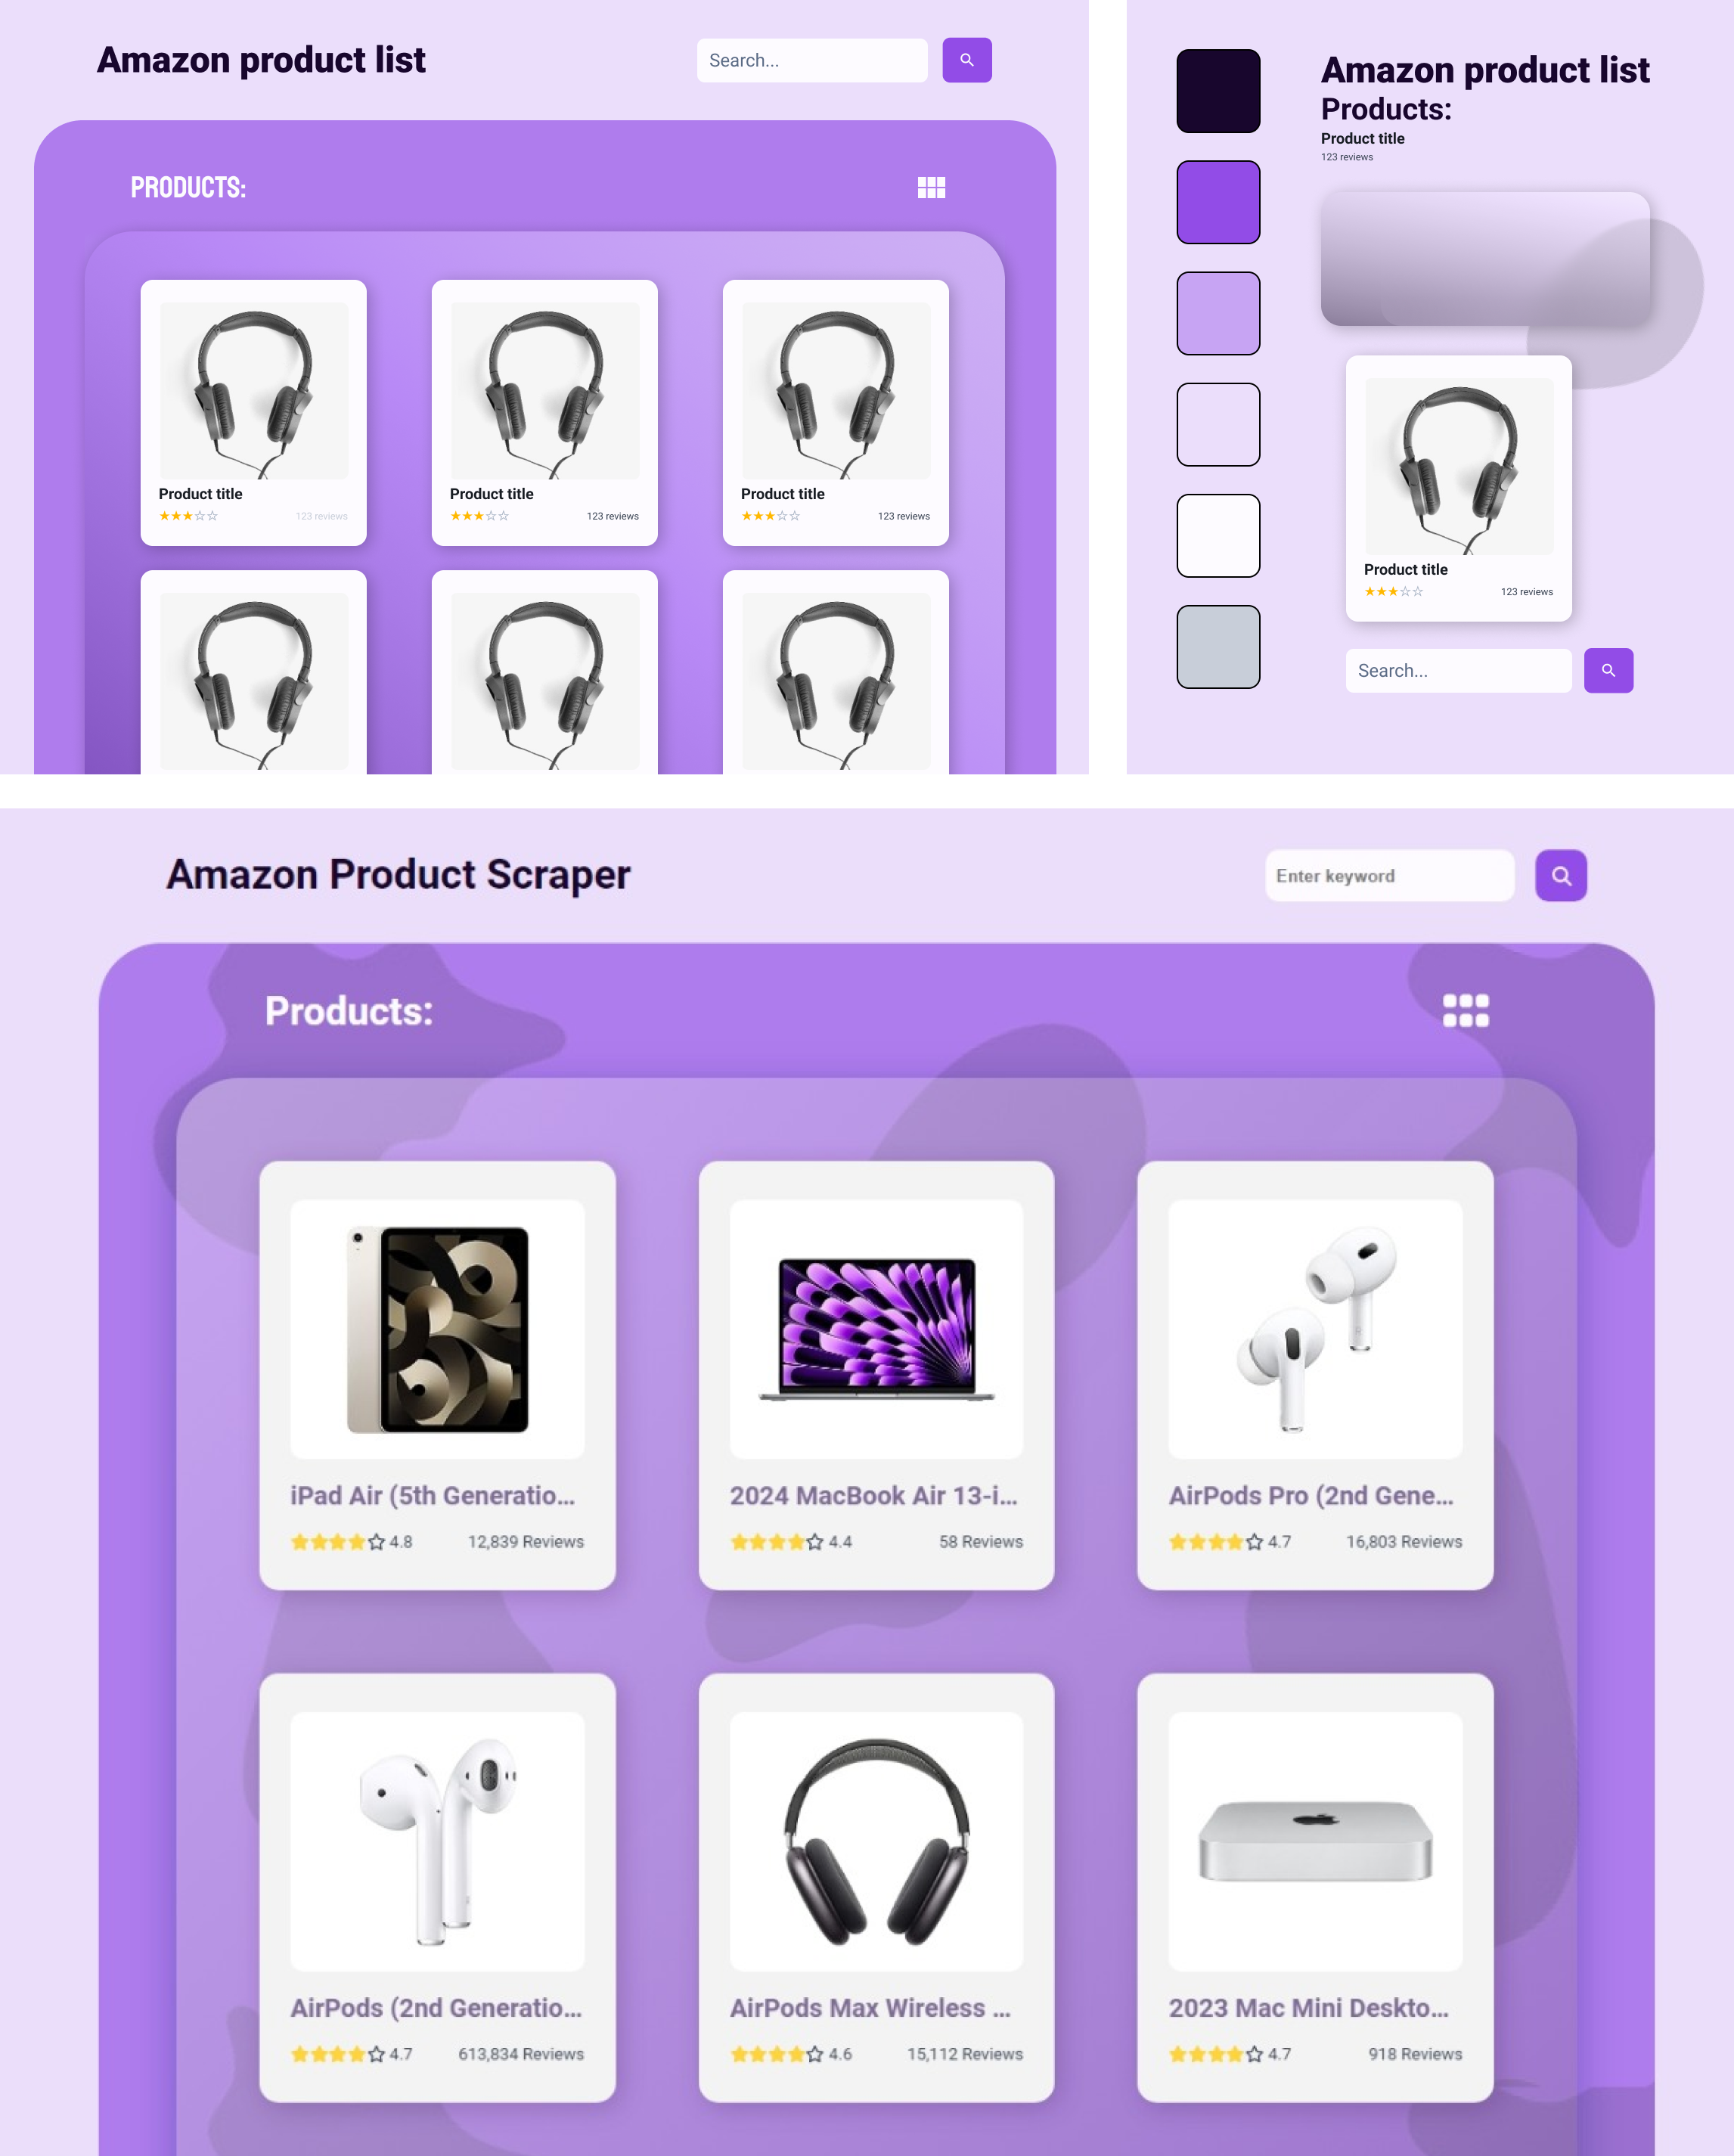 Amazon product list
Search...
PRODUCTS:
Product title
123 reviews
Product title
123 reviews
Product title
123 reviews
Amazon product list
Products:
Product title
123 reviews
Product title
123 reviews
Search...
Amazon Product Scraper
Enter keyword
Products:
iPad Air (5th Generatio...
4.8 12,839 Reviews
2024 MacBook Air 13-i...
4.4 58 Reviews
AirPods Pro (2nd Gene...
4.7 16,803 Reviews
AirPods (2nd Generatio...
4.7 613,834 Reviews
AirPods Max Wireless ...
4.6 15,112 Reviews
2023 Mac Mini Deskto...
4.7 918 Reviews